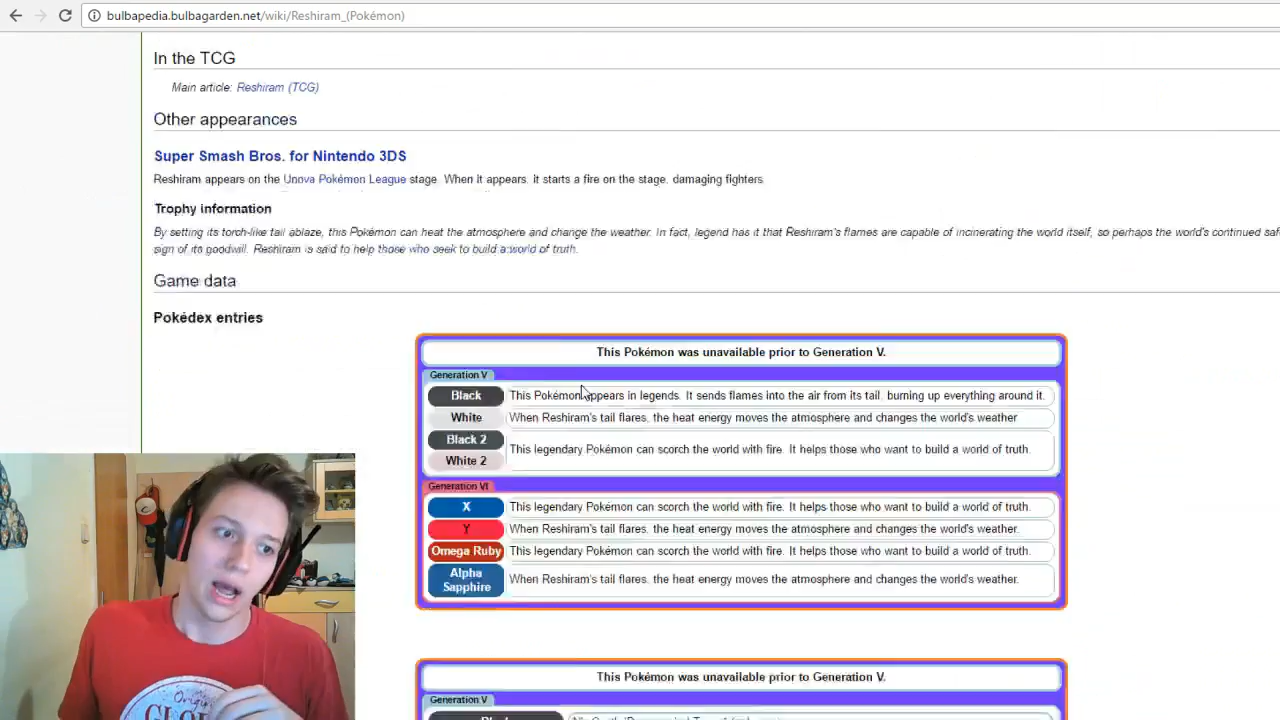 bulbapedia.bulbagarden.net/wiki/Reshiram_(Pokémon)
In the TCG
Main article: Reshiram (TCG)
Other appearances
Super Smash Bros. for Nintendo 3DS
Reshiram appears on the Unova Pokémon League stage. When it appears, it starts a fire on the stage, damaging fighters.
Trophy information
By setting its torch-like tail ablaze, this Pokémon can heat the atmosphere and change the weather. In fact, legend has it that Reshiram's flames are capable of incinerating the world itself, so perhaps the world's continued
sign of its goodwill. Reshiram is said to help those who seek to build a world of truth.
Game data
Pokédex entries
This Pokémon was unavailable prior to Generation V.
Generation V
Black This Pokémon appears in legends. It sends flames into the air from its tail, burning up everything around it.
White When Reshiram's tail flares, the heat energy moves the atmosphere and changes the world's weather.
Black 2
This legendary Pokémon can scorch the world with fire. It helps those who want to build a world of truth.
White 2
Generation VI
X This legendary Pokémon can scorch the world with fire. It helps those who want to build a world of truth.
Y When Reshiram's tail flares, the heat energy moves the atmosphere and changes the world's weather.
Omega Ruby This legendary Pokémon can scorch the world with fire. It helps those who want to build a world of truth.
Alpha
Sapphire When Reshiram's tail flares, the heat energy moves the atmosphere and changes the world's weather.
This Pokémon was unavailable prior to Generation V.
Generation V